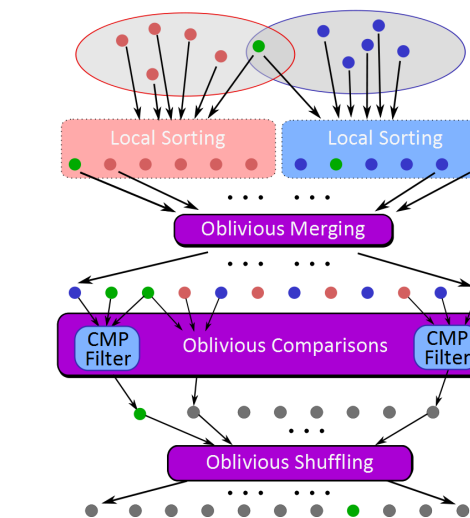 Local Sorting
Local Sorting
Oblivious Merging
CMP
Filter
Oblivious Comparisons
CMP
Filter
Oblivious Shuffling